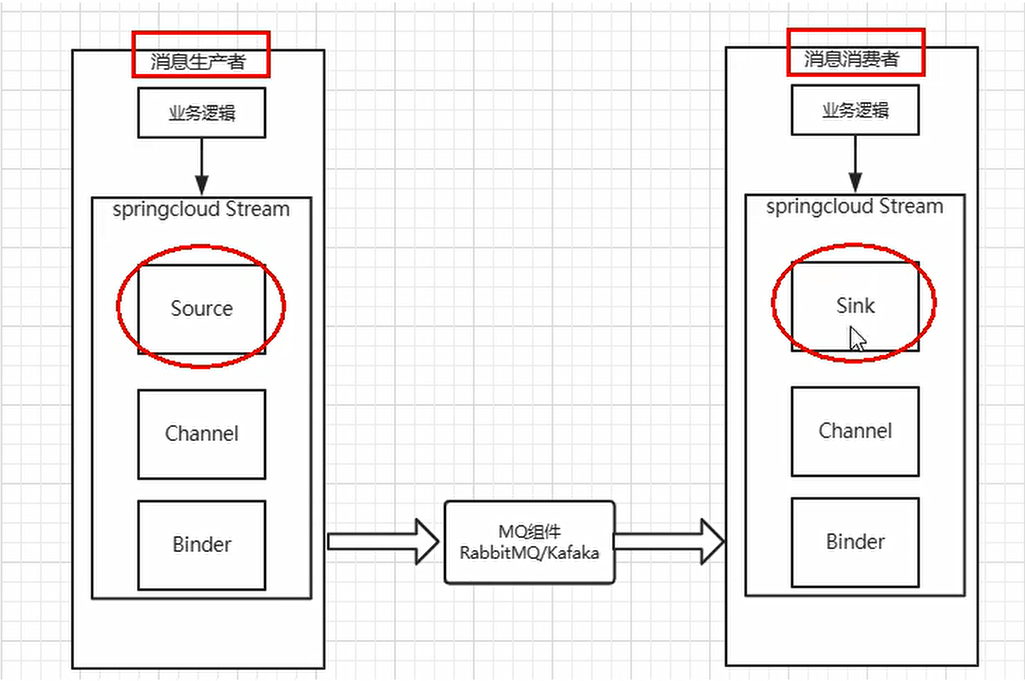 消息生产者
业务逻辑
springcloud Stream
Source
Channel
Binder
MQ组件
RabbitMQ/Kafaka
消息消费者
业务逻辑
springcloud Stream
Sink
Channel
Binder